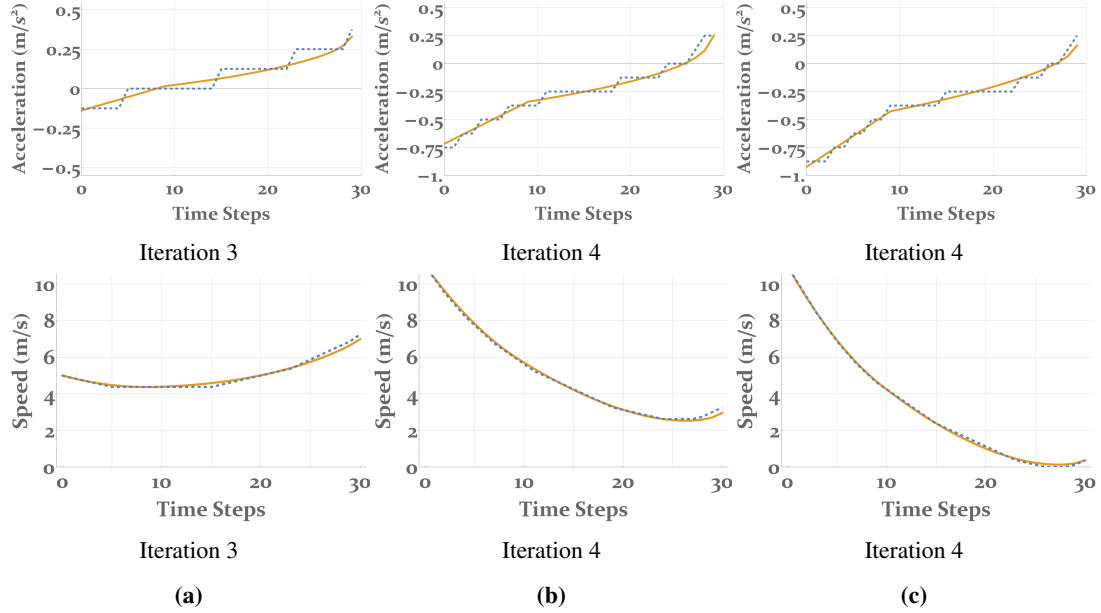 Acceleration (m/s²)
0.5
0.25
0
−0.25
−0.5
0 10 20 30
Time Steps
Iteration 3
Acceleration (m/s²)
0.5
0.25
0
−0.25
−0.5
−0.75
−1.
0 10 20 30
Time Steps
Iteration 4
Acceleration (m/s²)
0.5
0.25
0
−0.25
−0.5
−0.75
−1.
0 10 20 30
Time Steps
Iteration 4
Speed (m/s)
10
8
6
4
2
0
0 10 20 30
Time Steps
Iteration 3
(a)
Speed (m/s)
10
8
6
4
2
0
0 10 20 30
Time Steps
Iteration 4
(b)
Speed (m/s)
10
8
6
4
2
0
0 10 20 30
Time Steps
Iteration 4
(c)